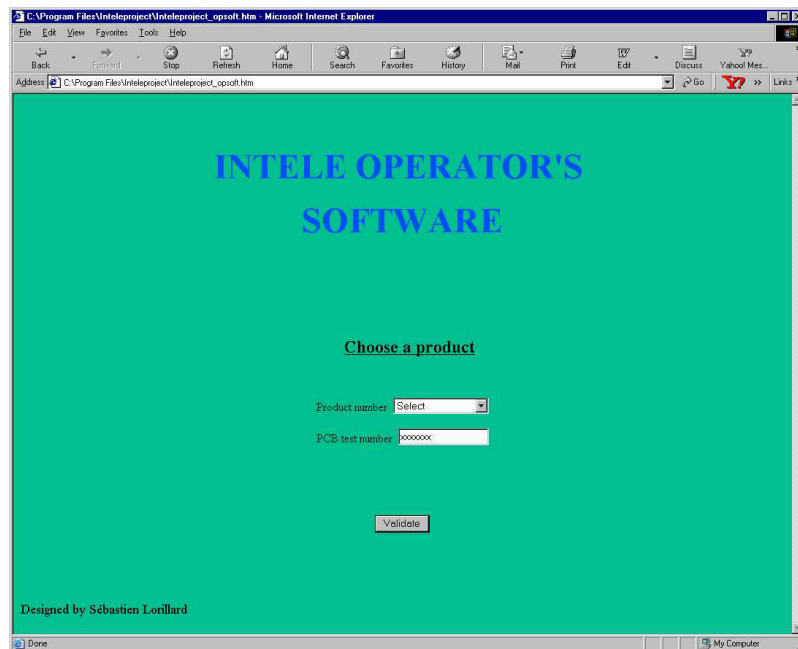 C:\Program Files\Inteleproject\Inteleproject_opsoft.htm - Microsoft Internet Explorer
File Edit View Favorites Tools Help
Back Forward Stop Refresh Home Search Favorites History Mail Print Edit Discuss Yahoo! Mes...
Address C:\Program Files\Inteleproject\Inteleproject_opsoft.htm Go Y? » Links »
INTELE OPERATOR'S
SOFTWARE
Choose a product
Product number Select
PCB test number xxxxxxx
Validate
Designed by Sébastien Lorillard
Done My Computer